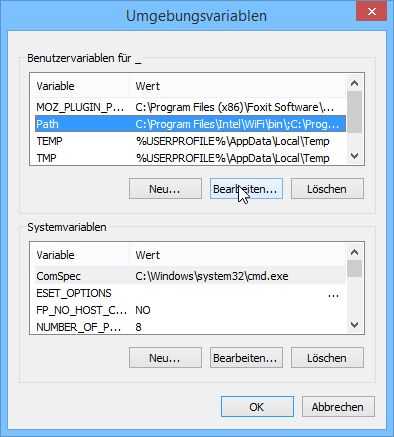 Umgebungsvariablen
Benutzervariablen für _
Variable Wert
MOZ_PLUGIN_P... C:\Program Files (x86)\Foxit Software\...
Path C:\Program Files\Intel\WiFi\bin\;C:\Prog...
TEMP %USERPROFILE%\AppData\Local\Temp
TMP %USERPROFILE%\AppData\Local\Temp
Neu... Bearbeiten... Löschen
Systemvariablen
Variable Wert
ComSpec C:\Windows\system32\cmd.exe
ESET_OPTIONS ...
FP_NO_HOST_C... NO
NUMBER_OF_P... 8
Neu... Bearbeiten... Löschen
OK Abbrechen